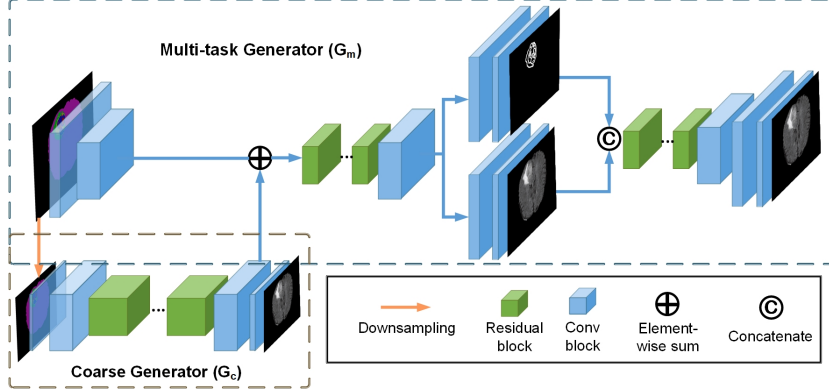 Multi-task Generator (Gm)
C
Coarse Generator (Gc)
Downsampling
Residual
block
Conv
block
Element-
wise sum
C
Concatenate